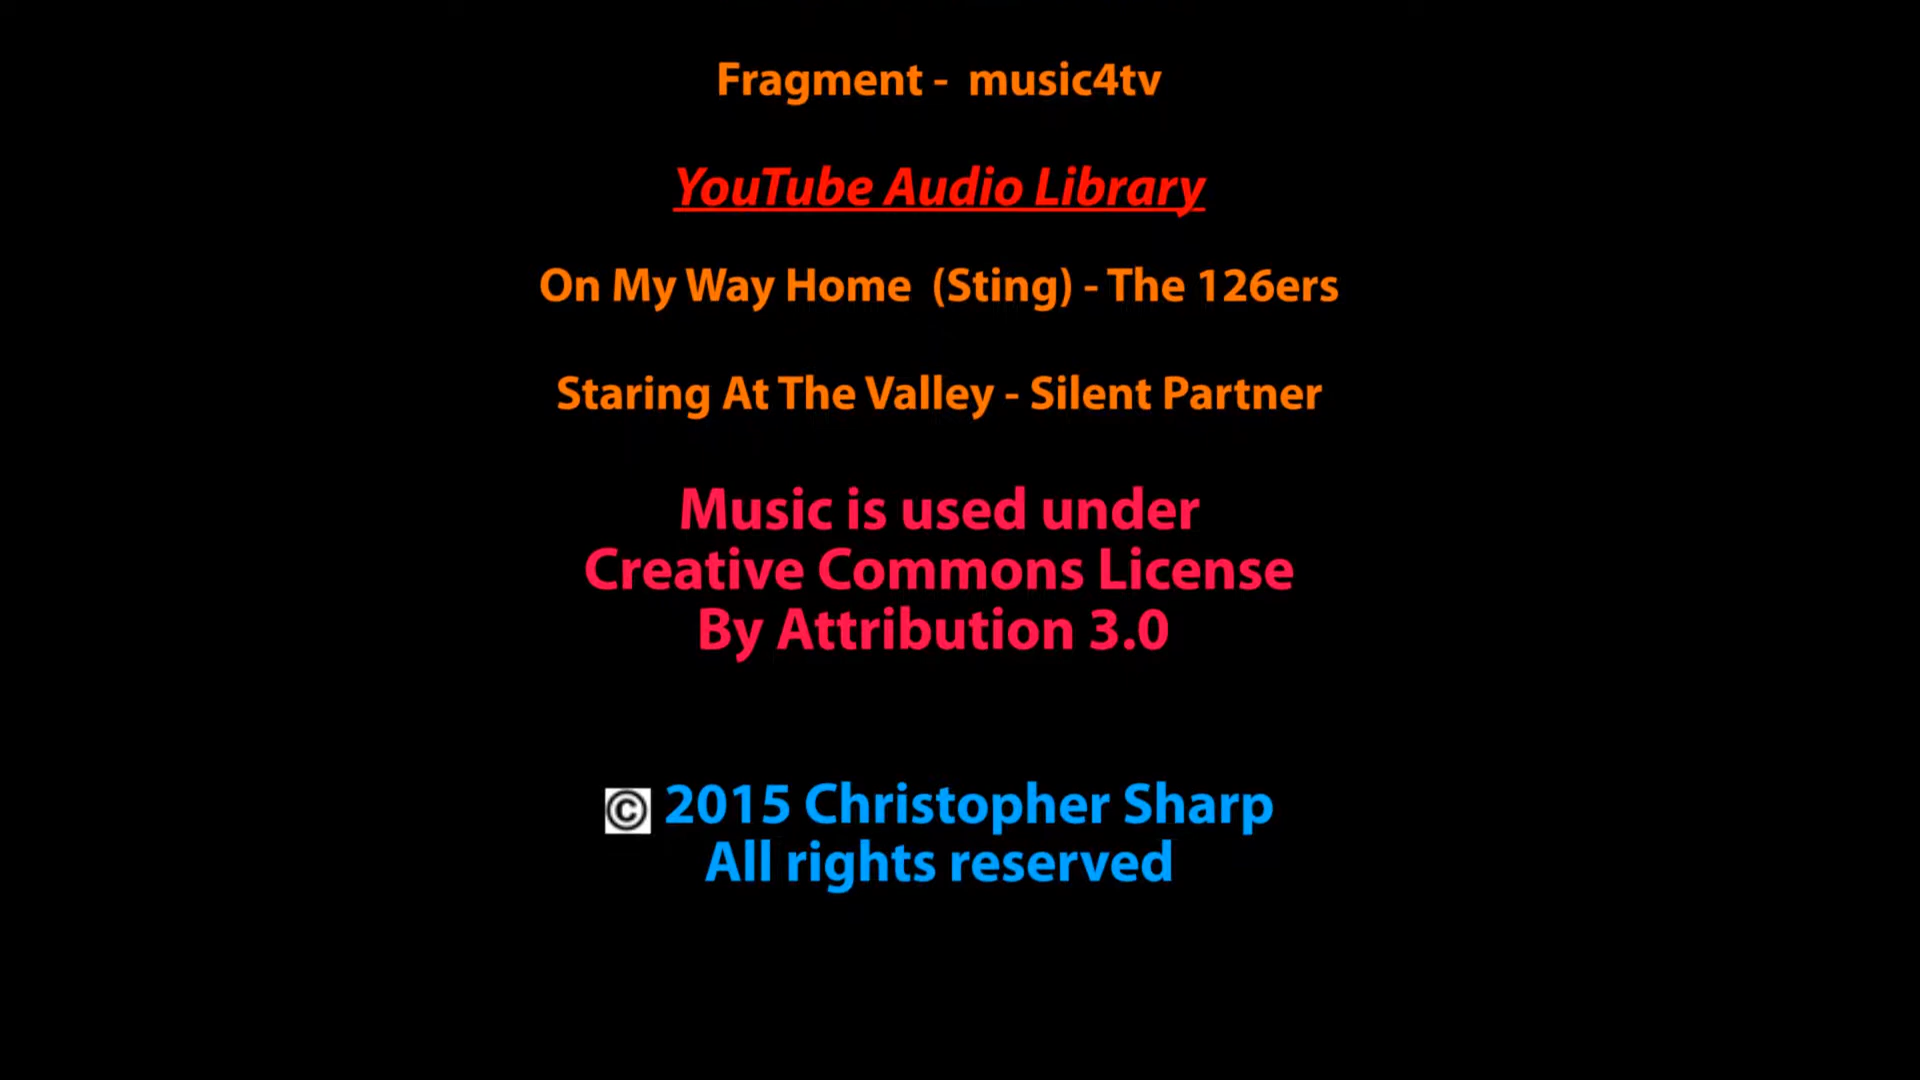 Fragment -  music4tv
YouTube Audio Library
On My Way Home  (Sting) - The 126ers
Staring At The Valley - Silent Partner
Music is used under
Creative Commons License
By Attribution 3.0
© 2015 Christopher Sharp
All rights reserved